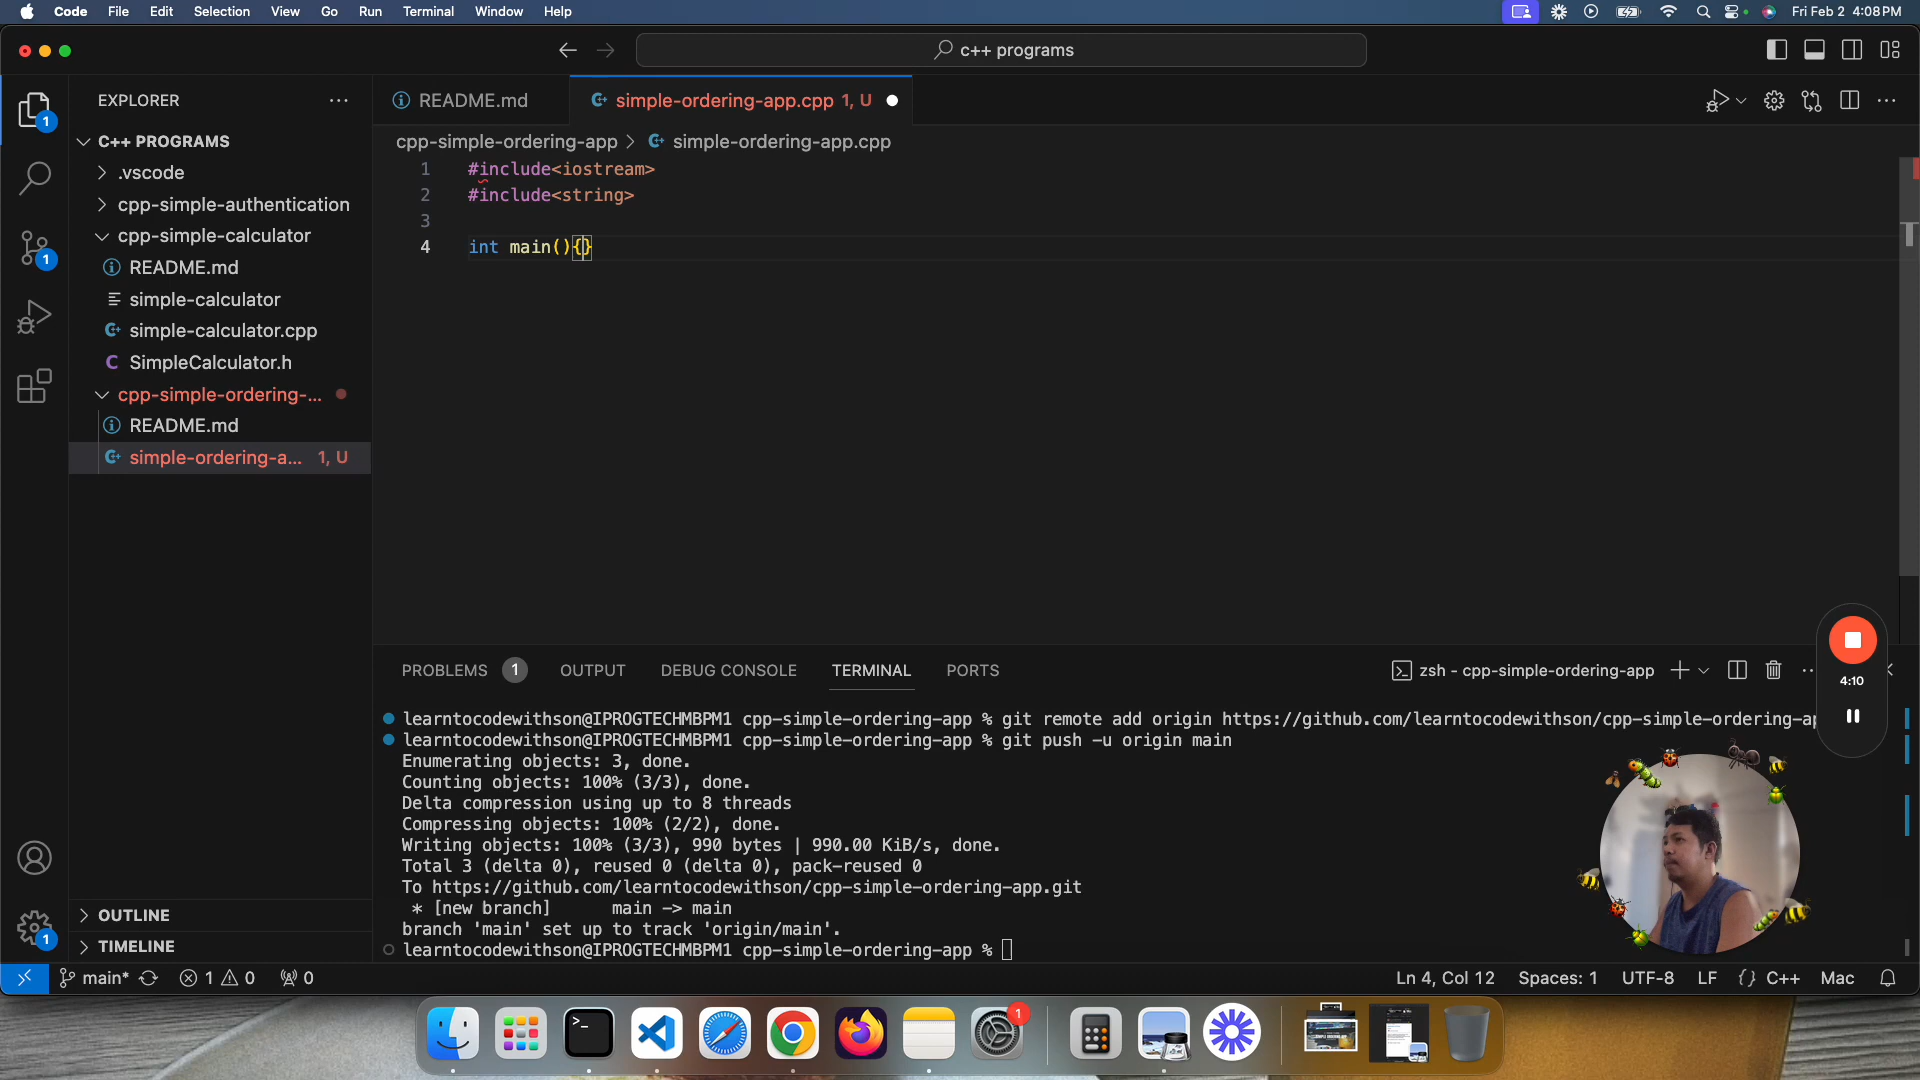 Code File Edit Selection View Go Run Terminal Window Help Fri Feb 2 4:08PM
c++ programs
EXPLORER
C++ PROGRAMS
.vscode
cpp-simple-authentication
cpp-simple-calculator
README.md
simple-calculator
simple-calculator.cpp
SimpleCalculator.h
cpp-simple-ordering-...
README.md
simple-ordering-a... 1, U
OUTLINE
TIMELINE
1
1
1
README.md simple-ordering-app.cpp 1, U
cpp-simple-ordering-app > simple-ordering-app.cpp
1 #include<iostream>
2 #include<string>
3
4 int main(){}
PROBLEMS 1 OUTPUT DEBUG CONSOLE TERMINAL PORTS zsh - cpp-simple-ordering-app
4:10
learntocodewithson@IPROGTECHMBPM1 cpp-simple-ordering-app % git remote add origin https://github.com/learntocodewithson/cpp-simple-ordering-ap
learntocodewithson@IPROGTECHMBPM1 cpp-simple-ordering-app % git push -u origin main
Enumerating objects: 3, done.
Counting objects: 100% (3/3), done.
Delta compression using up to 8 threads
Compressing objects: 100% (2/2), done.
Writing objects: 100% (3/3), 990 bytes | 990.00 KiB/s, done.
Total 3 (delta 0), reused 0 (delta 0), pack-reused 0
To https://github.com/learntocodewithson/cpp-simple-ordering-app.git
* [new branch] main -> main
branch 'main' set up to track 'origin/main'.
learntocodewithson@IPROGTECHMBPM1 cpp-simple-ordering-app %
main* 1 0 0 Ln 4, Col 12 Spaces: 1 UTF-8 LF {} C++ Mac
1